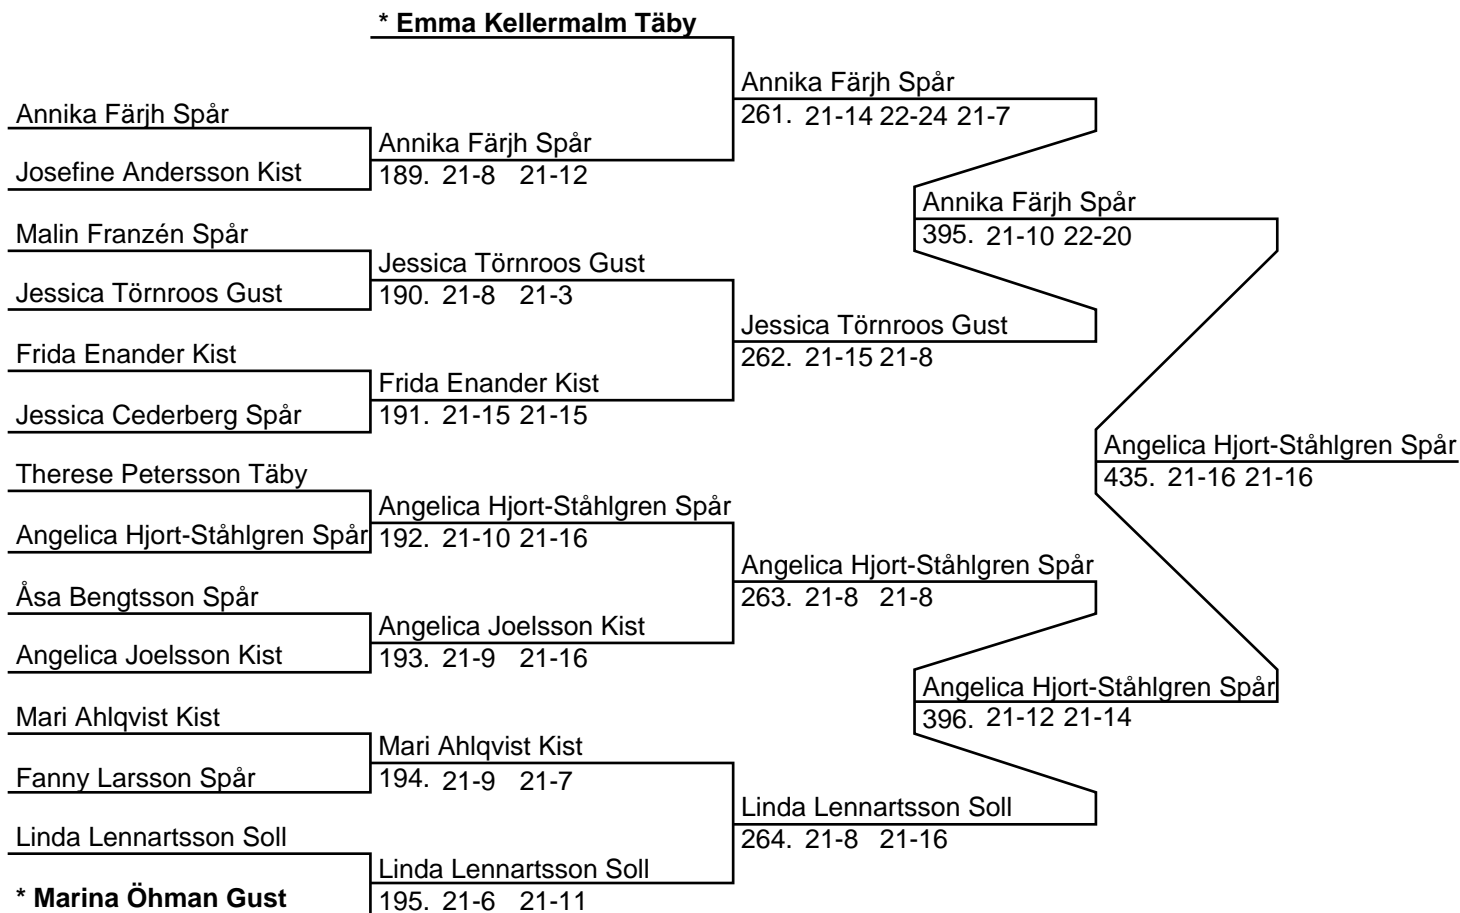 * Emma Kellermalm Täby
Annika Färjh Spår
Josefine Andersson Kist
Malin Franzén Spår
Jessica Törnroos Gust
Frida Enander Kist
Jessica Cederberg Spår
Therese Petersson Täby
Angelica Hjort-Ståhlgren Spår
Åsa Bengtsson Spår
Angelica Joelsson Kist
Mari Ahlqvist Kist
Fanny Larsson Spår
Linda Lennartsson Soll
* Marina Öhman Gust
Annika Färjh Spår
189. 21-8 21-12
Jessica Törnroos Gust
190. 21-8 21-3
Frida Enander Kist
191. 21-15 21-15
Angelica Hjort-Ståhlgren Spår
192. 21-10 21-16
Angelica Joelsson Kist
193. 21-9 21-16
Mari Ahlqvist Kist
194. 21-9 21-7
Linda Lennartsson Soll
195. 21-6 21-11
Annika Färjh Spår
261. 21-14 22-24 21-7
Jessica Törnroos Gust
262. 21-15 21-8
Angelica Hjort-Ståhlgren Spår
263. 21-8 21-8
Linda Lennartsson Soll
264. 21-8 21-16
Annika Färjh Spår
395. 21-10 22-20
Angelica Hjort-Ståhlgren Spår
396. 21-12 21-14
Angelica Hjort-Ståhlgren Spår
435. 21-16 21-16